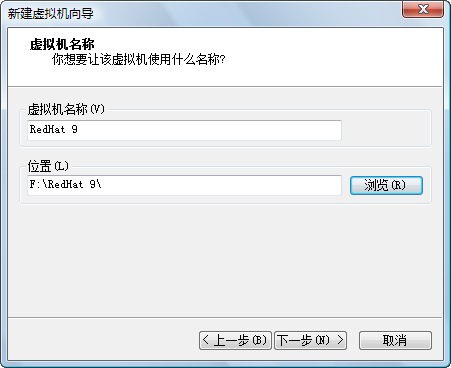 新建虚拟机向导
虚拟机名称
你想要让该虚拟机使用什么名称?
虚拟机名称(V)
RedHat 9
位置(L)
F:\RedHat 9\
浏览(R)
< 上一步(B) 下一步(N) > 取消